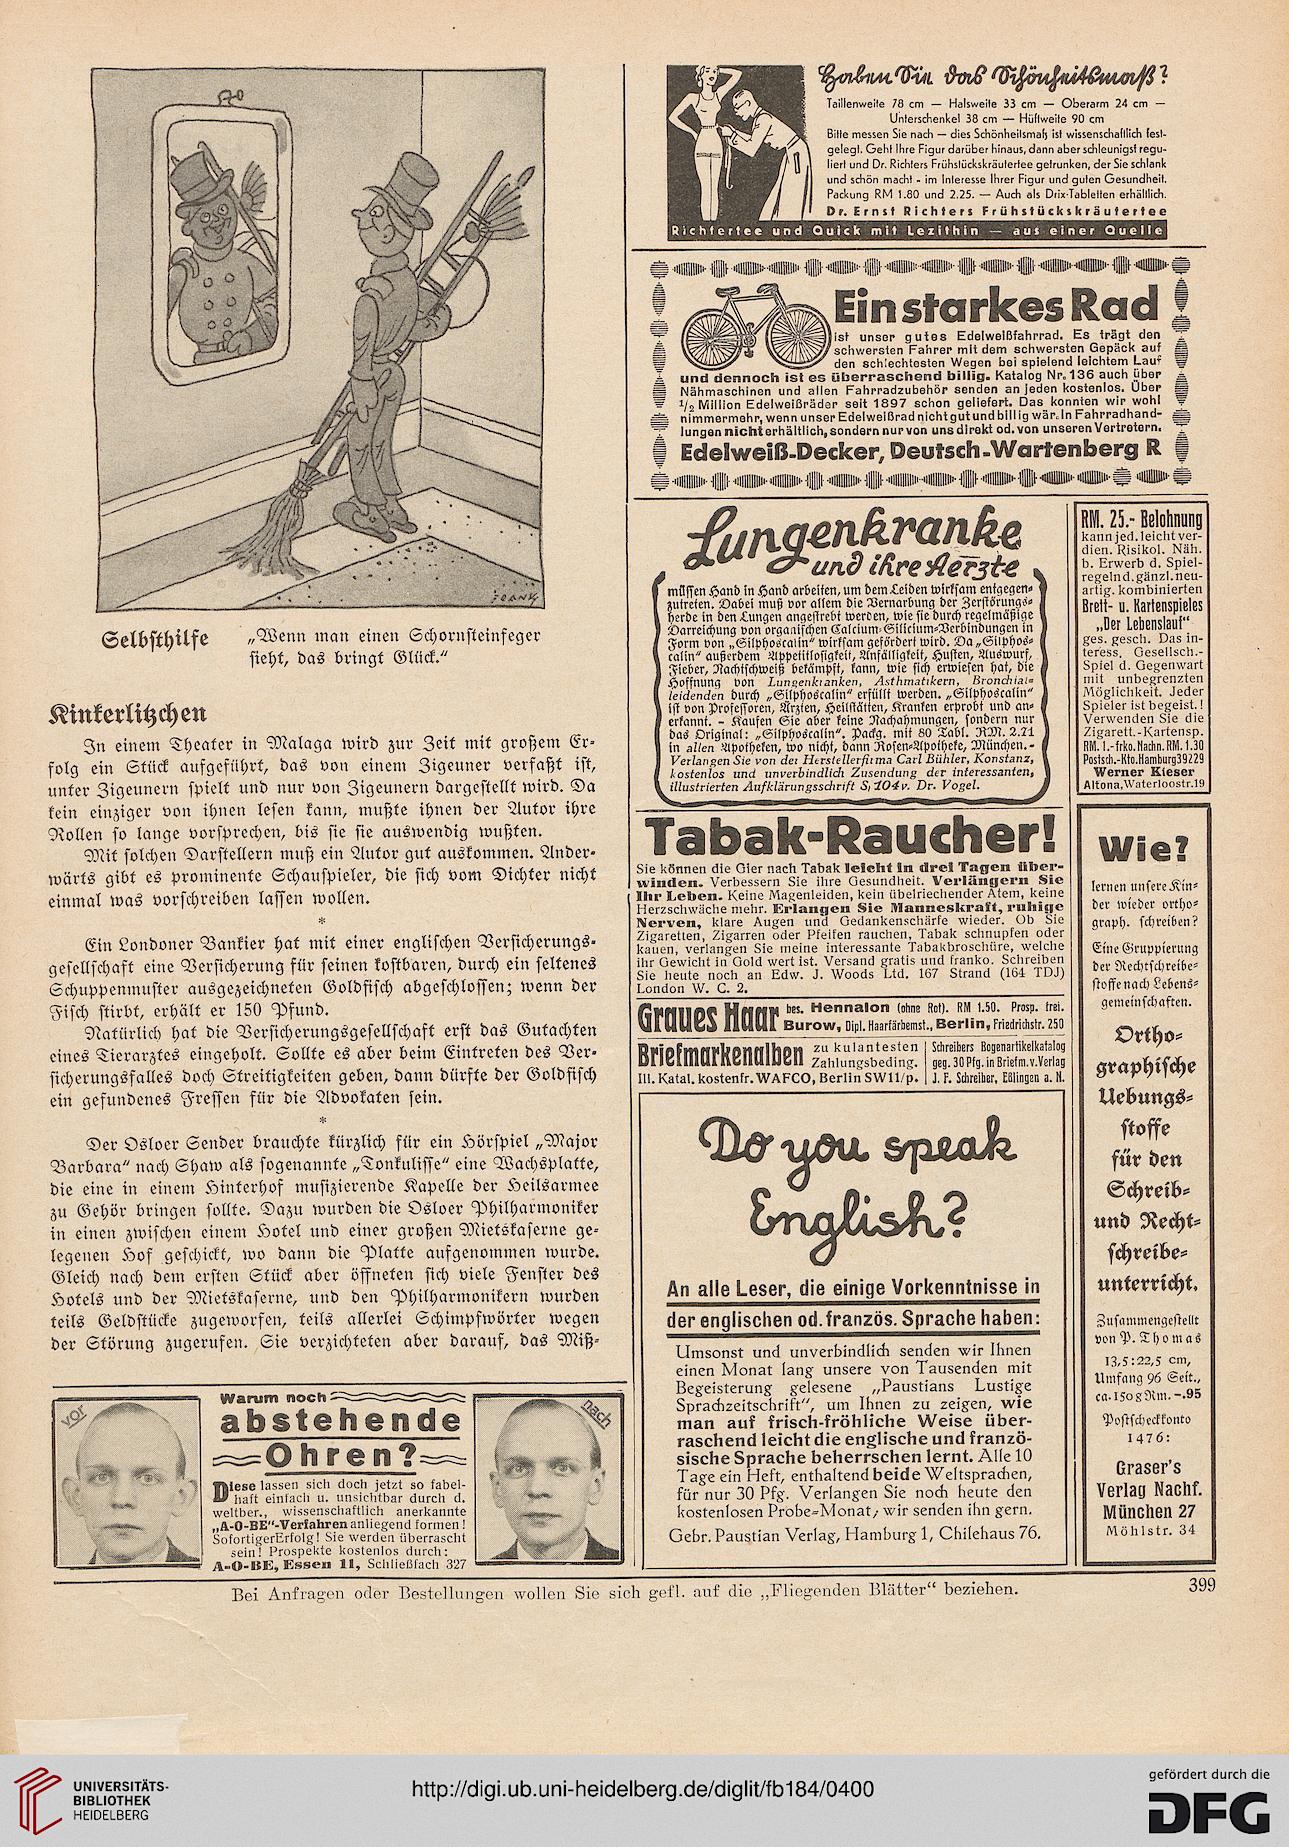 FRANK
Selbsthilfe
„Wenn man einen Schornsteinfeger
sieht, das bringt Glück.“
Kinkerlitzchen
In einem Theater in Malaga wird zur Zeit mit großem Er-
folg ein Stück aufgeführt, das von einem Zigeuner verfaßt ist,
unter Zigeunern spielt und nur von Zigeunern dargestellt wird. Da
kein einziger von ihnen lesen kann, mußte ihnen der Autor ihre
Rollen so lange vorsprechen, bis sie sie auswendig wußten.
Mit solchen Darstellern muß ein Autor gut auskommen. Ander-
wärts gibt es prominente Schauspieler, die sich vom Dichter nicht
einmal was vorschreiben lassen wollen.
*
Ein Londoner Bankier hat mit einer englischen Versicherungs-
gesellschaft eine Versicherung für seinen kostbaren, durch ein seltenes
Schuppenmuster ausgezeichneten Goldfisch abgeschlossen; wenn der
Fisch stirbt, erhält er 150 Pfund.
Natürlich hat die Versicherungsgesellschaft erst das Gutachten
eines Tierarztes eingeholt. Sollte es aber beim Eintreten des Ver-
sicherungsfalles doch Streitigkeiten geben, dann dürfte der Goldfisch
ein gefundenes Fressen für die Advokaten sein.
*
Der Osloer Sender brauchte kürzlich für ein Hörspiel „Major
Barbara“ nach Shaw als sogenannte „Tonkulisse“ eine Wachsplatte,
die eine in einem Hinterhof musizierende Kapelle der Heilsarmee
zu Gehör bringen sollte. Dazu wurden die Osloer Philharmoniker
in einen zwischen einem Hotel und einer großen Mietskaserne ge-
legenen Hof geschickt, wo dann die Platte aufgenommen wurde.
Gleich nach dem ersten Stück aber öffneten sich viele Fenster des
Hotels und der Mietskaserne, und den Philharmonikern wurden
teils Geldstücke zugeworfen, teils allerlei Schimpfwörter wegen
der Störung zugerufen. Sie verzichteten aber darauf, das Miß-
vor
nach
Warum noch
abstehende
Ohren?
Diese lassen sich doch jetzt so fabel-
haft einfach u. unsichtbar durch d.
weltber., wissenschaftlich anerkannte
„A-O-BE“-Verfahren anliegend formen!
Sofortiger Erfolg! Sie werden überrascht
sein! Prospekte kostenlos durch:
A-O-BE, Essen 11, Schließfach 327
Haben Sie das Schönheitsmaß?
Taillenweite 78 cm — Halsweite 33 cm — Oberarm 24 cm —
Unterschenkel 38 cm — Hüftweite 90 cm
Bitte messen Sie nach — dies Schönheitsmaß ist wissenschaftlich fest-
gelegt. Geht Ihre Figur darüber hinaus, dann aber schleunigst regu-
liert und Dr. Richters Frühstückskräutertee getrunken, der Sie schlank
und schön macht - im Interesse Ihrer Figur und guten Gesundheit.
Packung RM 1.80 und 2.25. — Auch als Drix-Tabletten erhältlich.
Dr. Ernst Richters Frühstückskräutertee
Richtertee und Quick mit Lezithin — aus einer Quelle
Ein starkes Rad
ist unser gutes Edelweißfahrrad. Es trägt den
schwersten Fahrer mit dem schwersten Gepäck auf
den schlechtesten Wegen bei spielend leichtem Lauf
und dennoch ist es überraschend billig. Katalog Nr. 136 auch über
Nähmaschinen und allen Fahrradzubehör senden an jeden kostenlos. Über
1/2 Million Edelweißräder seit 1897 schon geliefert. Das konnten wir wohl
nimmermehr, wenn unser Edelweißrad nicht gut und billig wär. In Fahrradhand-
lungen nicht erhältlich, sondern nur von uns direkt od. von unseren Vertretern.
Edelweiß-Decker, Deutsch-Wartenberg R
Lungenkranke
und ihre Aerzte
müssen Hand in Hand arbeiten, um dem Leiden wirksam entgegen-
zutreten. Dabei muß vor allem die Vernarbung der Zerstörungs-
herde in den Lungen angestrebt werden, wie sie durch regelmäßige
Darreichung von organischen Calcium-Silicium-Verbindungen in
Form von „Silphoscalin“ wirksam gefördert wird. Da „Silphos-
calin“ außerdem Appetitlosigkeit, Anfälligkeit, Husten, Auswurf,
Fieber, Nachtschweiß bekämpft, kann, wie sich erwiesen hat, die
Hoffnung von Lungenkranken, Asthmatikern, Bronchial-
leidenden durch „Silphoscalin“ erfüllt werden. „Silphoscalin“
ist von Professoren, Ärzten, Heilstätten, Kranken erprobt und an-
erkannt. - Kaufen Sie aber keine Nachahmungen, sondern nur
das Original: „Silphoscalin“. Packg. mit 80 Tabl. RM. 2.71
in allen Apotheken, wo nicht, dann Rosen-Apotheke, München. -
Verlangen Sie von der Herstellerfirma Carl Bühler, Konstanz,
kostenlos und unverbindlich Zusendung der interessanten,
illustrierten Aufklärungsschrift S/104v. Dr. Vogel.
RM. 25.- Belohnung
kann jed. leicht ver-
dien. Risikol. Näh.
b. Erwerb d. Spiel-
regeln d. gänzl. neu-
artig. kombinierten
Brett- u. Kartenspieles
„Der Lebenslauf“
ges. gesch. Das in-
teress. Gesellsch.-
Spiel d. Gegenwart
mit unbegrenzten
Möglichkeit. Jeder
Spieler ist begeist.!
Verwenden Sie die
Zigarett.-Kartensp.
RM. 1.-frko. Nachn. RM. 1.30
Postsch.-Kto. Hamburg 39229
Werner Kieser
Altona, Waterloostr. 19
Tabak-Raucher!
Sie können die Gier nach Tabak leicht in drei Tagen über-
winden. Verbessern Sie ihre Gesundheit. Verlängern Sie
Ihr Leben. Keine Magenleiden, kein übelriechender Atem, keine
Herzschwäche mehr. Erlangen Sie Manneskraft, ruhige
Nerven, klare Augen und Gedankenschärfe wieder. Ob Sie
Zigaretten, Zigarren oder Pfeifen rauchen, Tabak schnupfen oder
kauen, verlangen Sie meine interessante Tabakbroschüre, welche
ihr Gewicht in Gold wert ist. Versand gratis und franko. Schreiben
Sie heute noch an Edw. J. Woods Ltd. 167 Strand (164 TDJ)
London W. C. 2.
Graues Haar bes. Hennalon (ohne Rot). RM 1.50. Prosp. frei.
Burow, Dipl. Haarfärbemst., Berlin, Friedrichstr. 250
Briefmarkenalben zu kulantesten
Zahlungsbeding.
Ill. Katal. kostenfr. WAFCO, Berlin SW11/p.
Schreibers Bogenartikelkatalog
geg. 30 Pfg. in Briefm. v. Verlag
J. F. Schreiber, Eßlingen a. N.
Do you speak
English?
An alle Leser, die einige Vorkenntnisse in
der englischen od. französ. Sprache haben:
Umsonst und unverbindlich senden wir Ihnen
einen Monat lang unsere von Tausenden mit
Begeisterung gelesene „Paustians Lustige
Sprachzeitschrift“, um Ihnen zu zeigen, wie
man auf frisch-fröhliche Weise über-
raschend leicht die englische und franzö-
sische Sprache beherrschen lernt. Alle 10
Tage ein Heft, enthaltend beide Weltsprachen,
für nur 30 Pfg. Verlangen Sie noch heute den
kostenlosen Probe-Monat, wir senden ihn gern.
Gebr. Paustian Verlag, Hamburg 1, Chilehaus 76.
Wie?
lernen unsere Kin-
der wieder ortho-
graph. schreiben?
Eine Gruppierung
der Rechtschreibe-
stoffe nach Lebens-
gemeinschaften.
Ortho-
graphische
Uebungs-
stoffe
für den
Schreib-
und Recht-
schreibe-
unterricht.
Zusammengestellt
von P. Thomas
13,5:22,5 cm,
Umfang 96 Seit.,
ca. 150 g Rm. -.95
Postscheckkonto
1476:
Graser's
Verlag Nachf.
München 27
Möhlstr. 34
Bei Anfragen oder Bestellungen wollen Sie sich gefl. auf die „Fliegenden Blätter“ beziehen.
399
UNIVERSITÄTS-
BIBLIOTHEK
HEIDELBERG
http://digi.ub.uni-heidelberg.de/diglit/fb184/0400
gefördert durch die
DFG